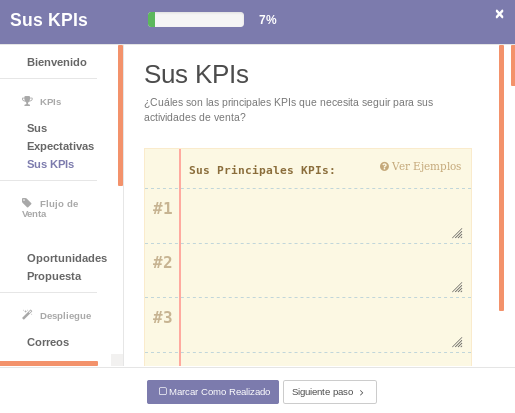 Sus KPIs
7%
×
Bienvenido
KPIs
Sus
Expectativas
Sus KPIs
Flujo de
Venta
Oportunidades
Propuesta
Despliegue
Correos
Sus KPIs
¿Cuáles son las principales KPIs que necesita seguir para sus
actividades de venta?
Sus Principales KPIs:
Ver Ejemplos
#1
#2
#3
Marcar Como Realizado
Siguiente paso ›